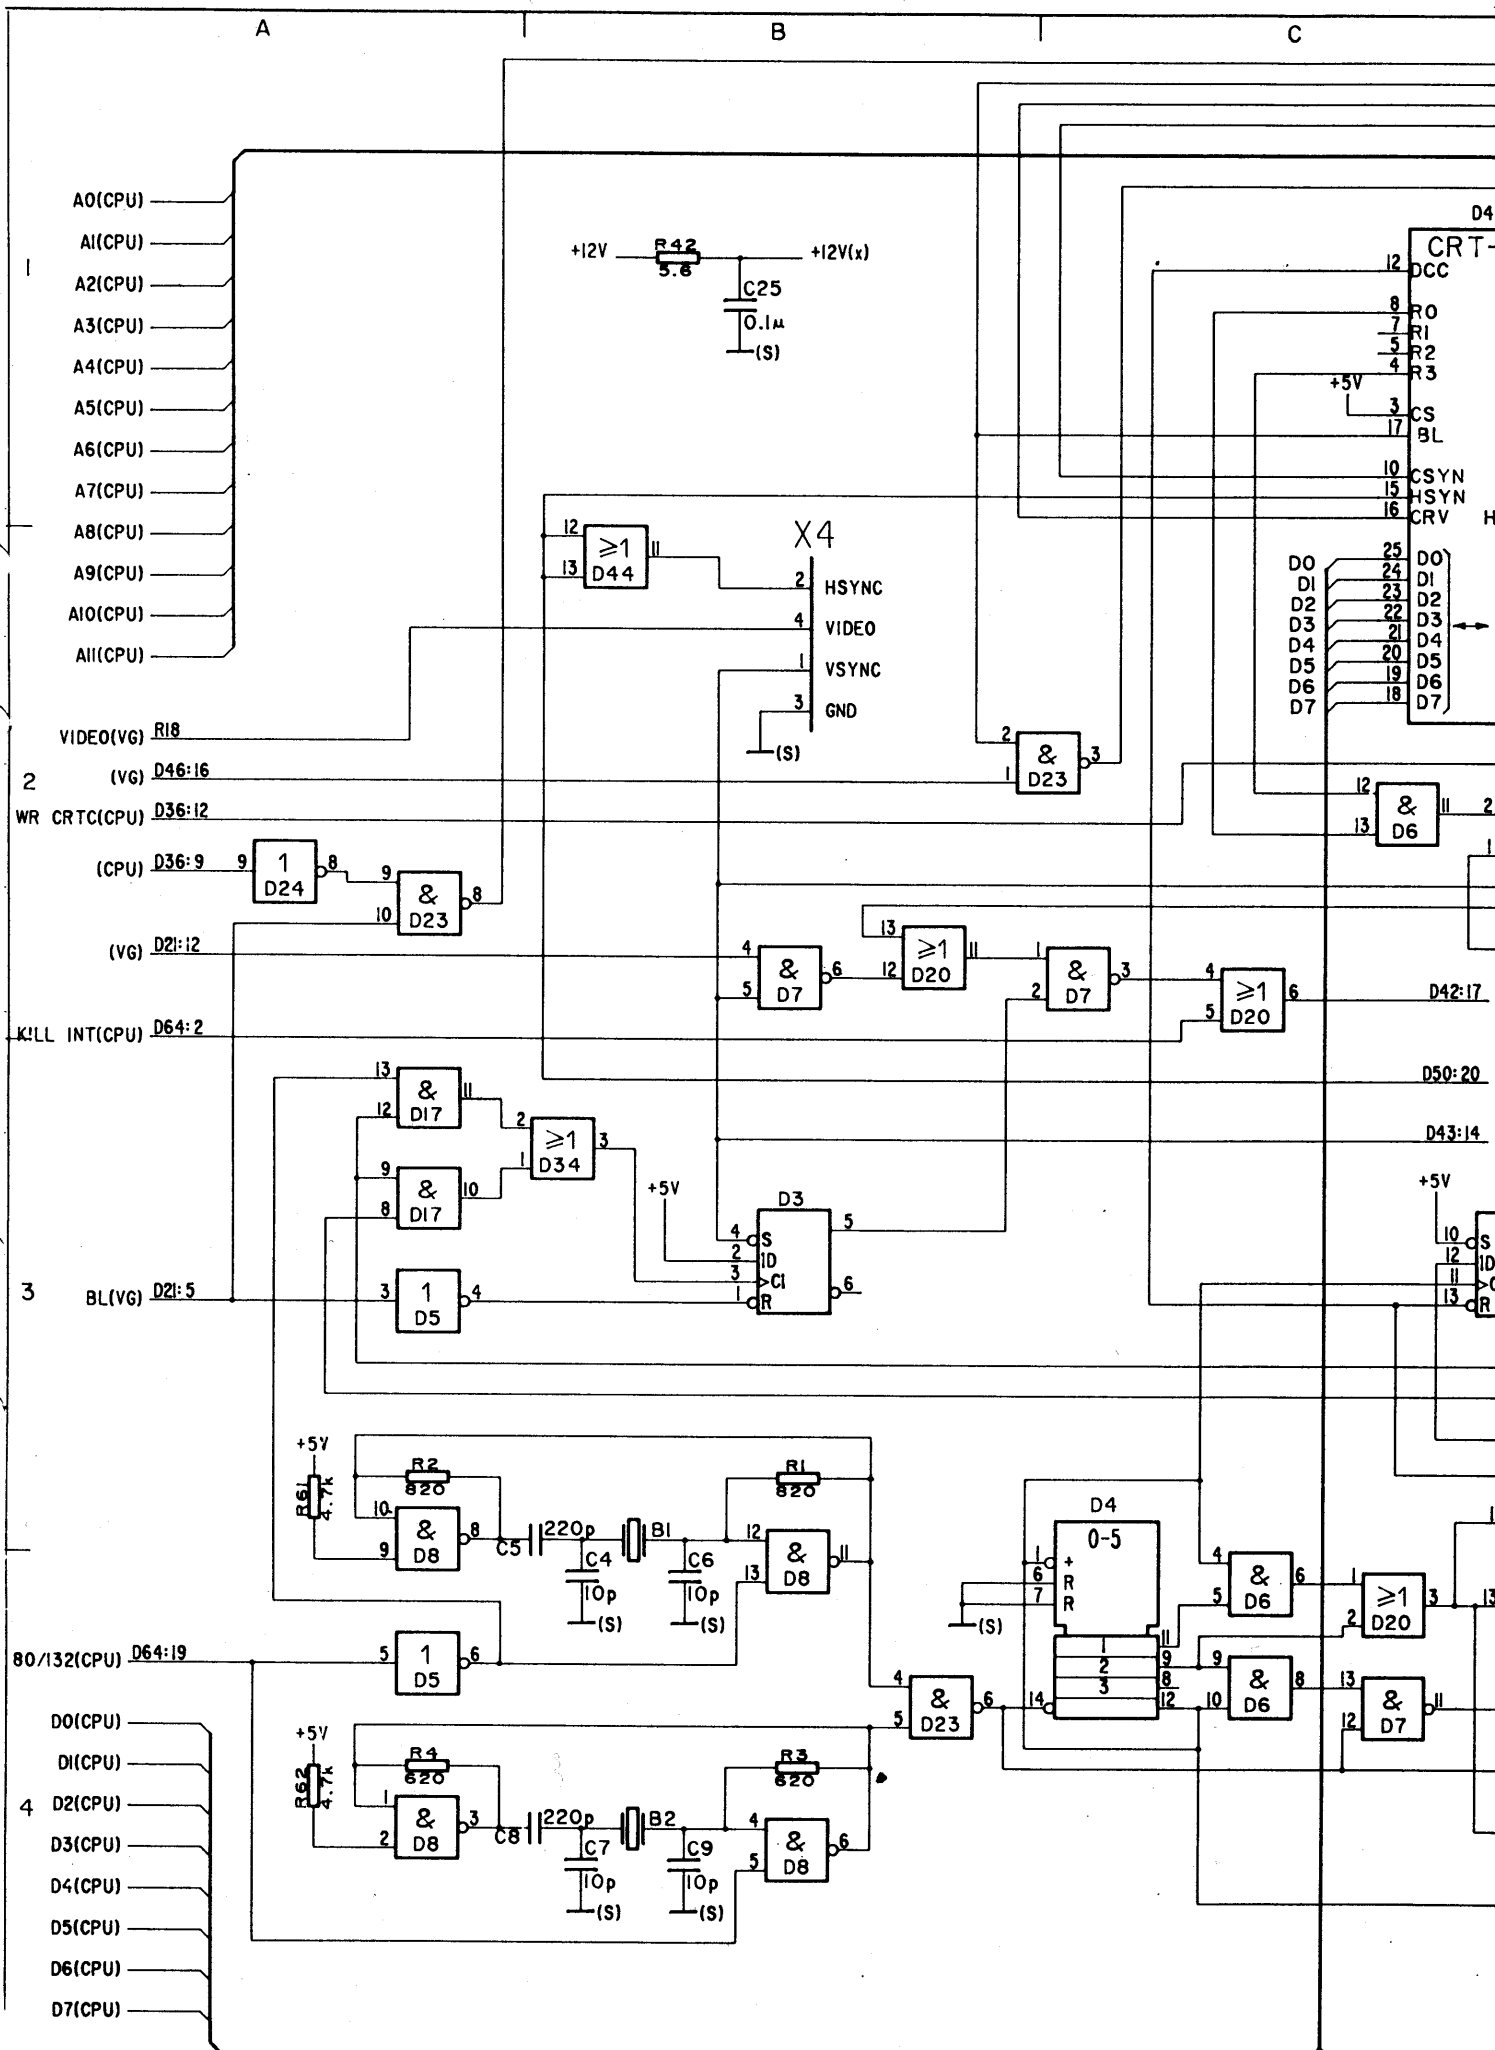 A B C
1
A0(CPU)
A1(CPU)
A2(CPU)
A3(CPU)
A4(CPU)
A5(CPU)
A6(CPU)
A7(CPU)
A8(CPU)
A9(CPU)
A10(CPU)
A11(CPU)
+12V R42 +12V(x)
5.6
C25
0.1µ
(S)
D4
CRT-
12 DCC
8 R0
7 R1
5 R2
4 R3
+5V
3 CS
17 BL
10 CSYN
15 HSYN
16 CRV H
D0 25 D0
D1 24 D1
D2 23 D2
D3 22 D3
D4 21 D4
D5 20 D5
D6 19 D6
D7 18 D7
12 ≥1 11
13 D44
X4
2 HSYNC
4 VIDEO
1 VSYNC
3 GND
(S)
2
VIDEO(VG) R18
(VG) D46:16
WR CRTC(CPU) D36:12
(CPU) D36:9 9 1 8
D24
9 & 8
10 D23
2 & 3
1 D23
12 & 11 2
13 D6
1
(VG) D21:12
4 & 6
5 D7
13 ≥1 11
12 D20
1 & 3
2 D7
4 ≥1 6 D42:17
5 D20
KILL INT(CPU) D64:2
D50:20
D43:14
13 & 11
12 D17
9 & 10
8 D17
2 ≥1 3
1 D34
+5V
D3
4 S 5
2 1D
3 C1
1 R 6
+5V
10 S
12 1D
11 C
13 R
3
BL(VG) D21:5 3 1 4
D5
+5V
R61
4.7k
R2
820
10 & 8
9 D8
C5 220p
C4
10p
(S)
B1
C6
10p
(S)
R1
820
12 & 11
13 D8
80/132(CPU) D64:19 5 1 6
D5
D4
0-5
1 +
6 R
7 R
(S)
1 11
2 9
3 8
14 12
4 & 6
5 D23
4 & 6
5 D6
1 ≥1 3 13
2 D20
1
9 & 8
10 D6
13 & 11
12 D7
4
D0(CPU)
D1(CPU)
D2(CPU)
D3(CPU)
D4(CPU)
D5(CPU)
D6(CPU)
D7(CPU)
+5V
R62
4.7k
R4
620
1 & 3
2 D8
C8 220p
C7
10p
(S)
B2
C9
10p
(S)
R3
620
4 & 6
5 D8